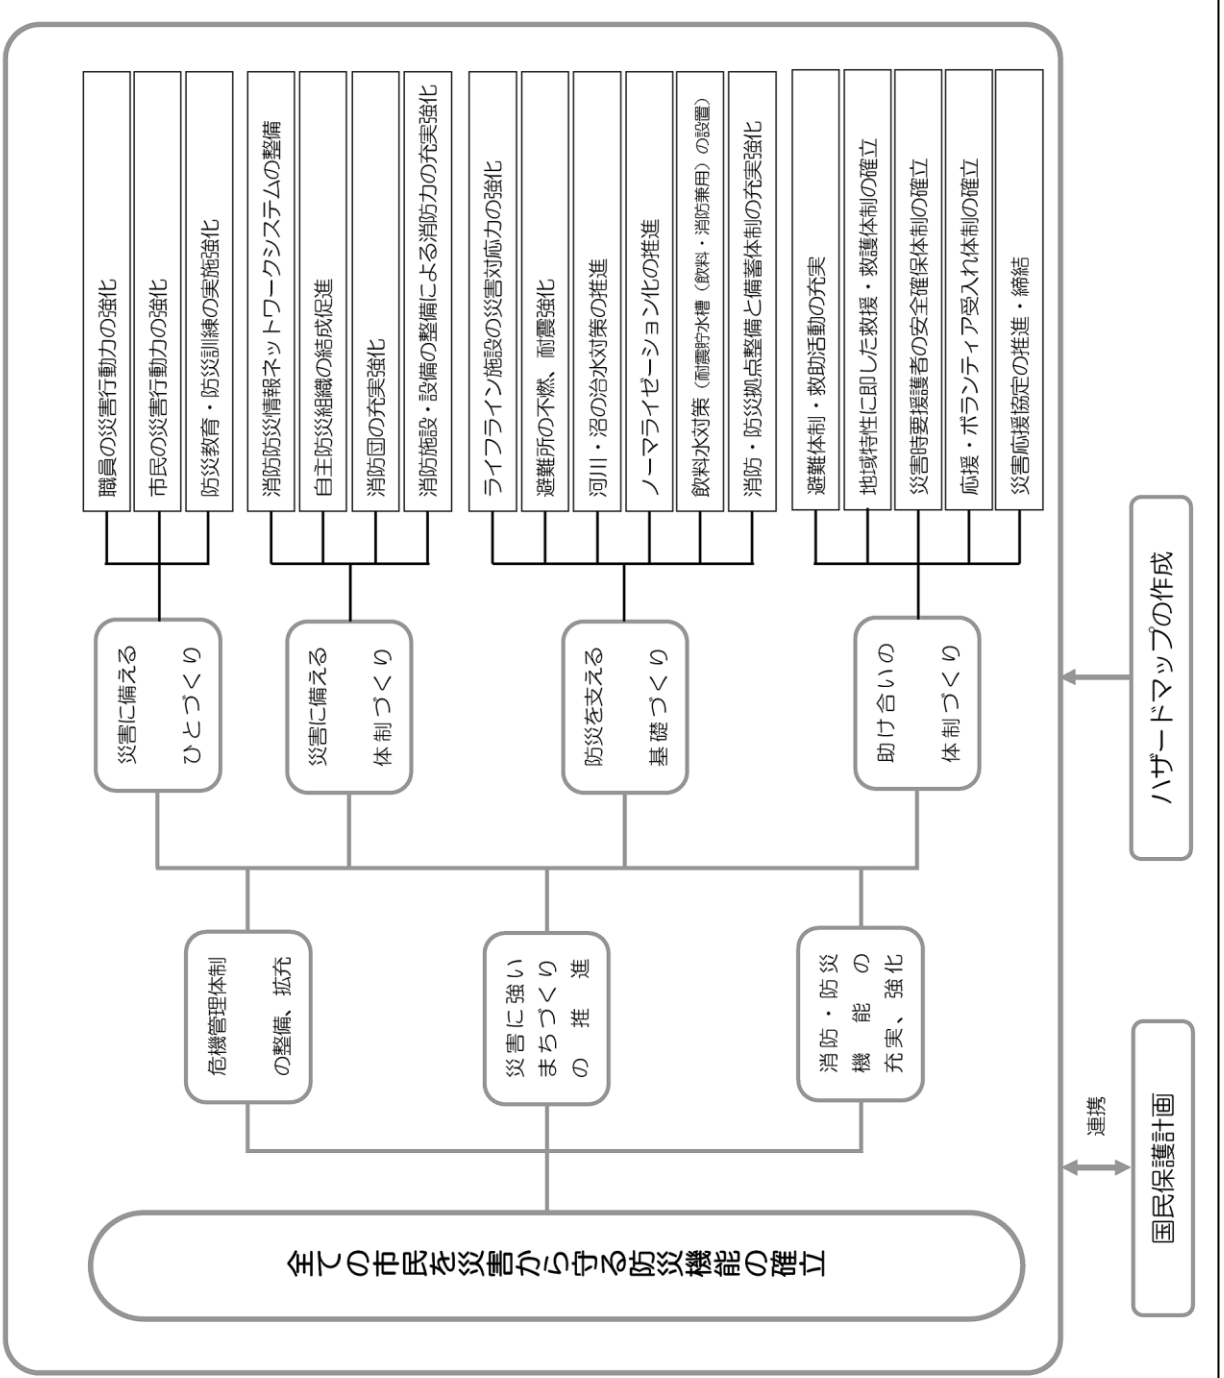 全ての市民を災害から守る防災機能の確立
危機管理体制
の整備、拡充
災害に強い
まちづくり
の推進
消防・防災
機能の
充実、強化
災害に備える
ひとづくり
職員の災害行動力の強化
市民の災害行動力の強化
防災教育・防災訓練の実施強化
災害に備える
体制づくり
消防防災情報ネットワークシステムの整備
自主防災組織の結成促進
消防団の充実強化
消防施設・設備の整備による消防力の充実強化
防災を支える
基礎づくり
ライフライン施設の災害対応力の強化
避難所の不燃、耐震強化
河川・沼の治水対策の推進
ノーマライゼーション化の推進
飲料水対策（耐震貯水槽（飲料・消防兼用）の設置）
消防・防災拠点整備と備蓄体制の充実強化
助け合いの
体制づくり
避難体制・救助活動の充実
地域特性に即した救援・救護体制の確立
災害時要援護者の安全確保体制の確立
応援・ボランティア受入れ体制の確立
災害応援協定の推進・締結
連携
国民保護計画
ハザードマップの作成